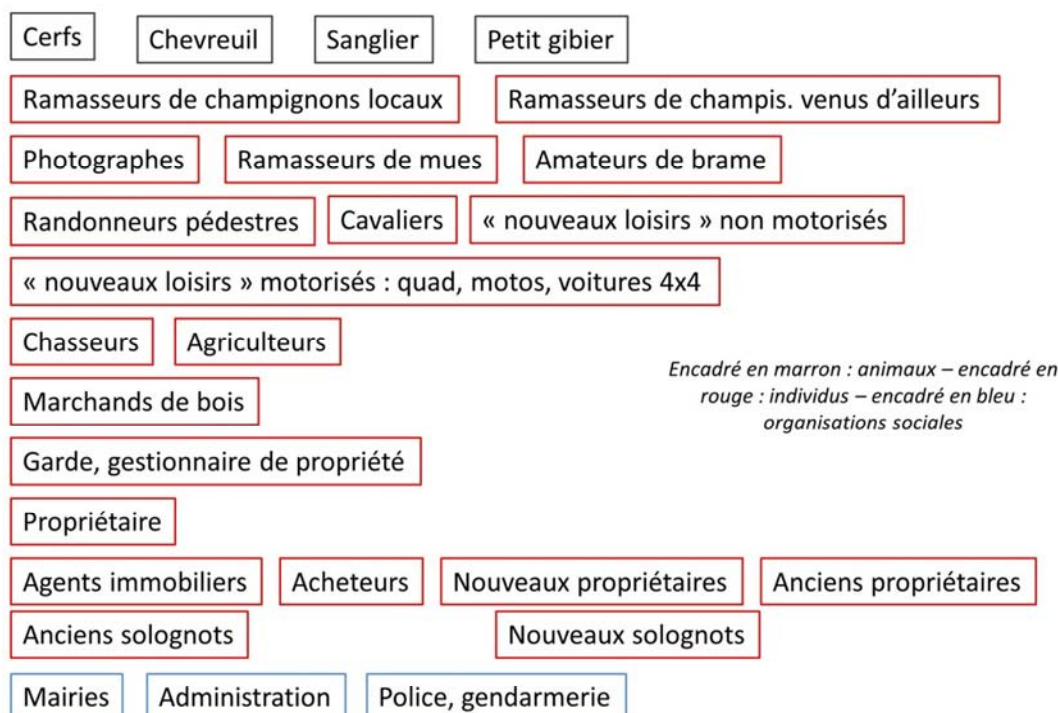 Cerfs Chevreuil Sanglier Petit gibier
Ramasseurs de champignons locaux Ramasseurs de champis. venus d'ailleurs
Photographes Ramasseurs de mues Amateurs de brame
Randonneurs pédestres Cavaliers « nouveaux loisirs » non motorisés
« nouveaux loisirs » motorisés : quad, motos, voitures 4x4
Chasseurs Agriculteurs
Encadré en marron : animaux – encadré en
rouge : individus – encadré en bleu :
organisations sociales
Marchands de bois
Garde, gestionnaire de propriété
Propriétaire
Agents immobiliers Acheteurs Nouveaux propriétaires Anciens propriétaires
Anciens solognots Nouveaux solognots
Mairies Administration Police, gendarmerie